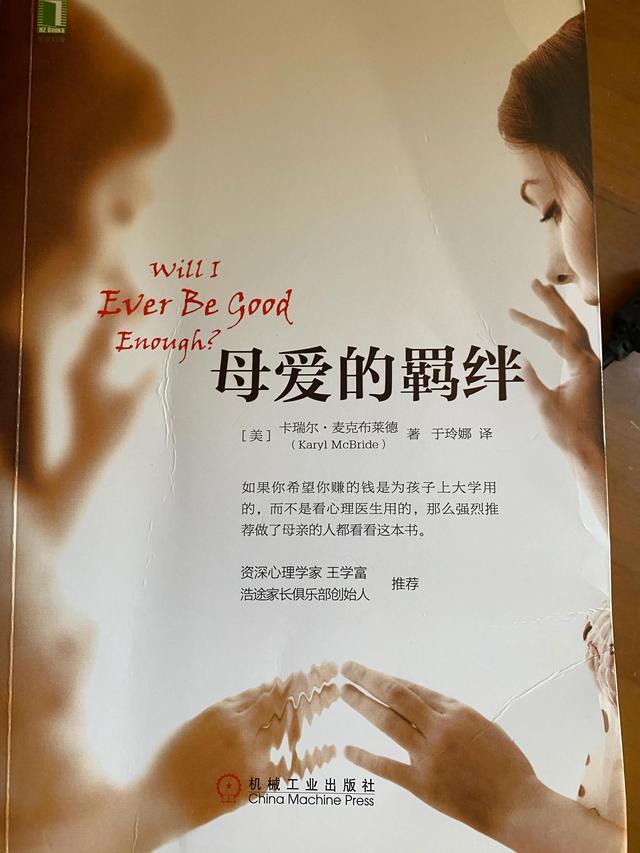 HZ Books
Will I
Ever Be Good
Enough?
母爱的羁绊
[美] 卡瑞尔·麦克布莱德 著 于玲娜 译
(Karyl McBride)
如果你希望你赚的钱是为孩子上大学用
的，而不是看心理医生用的，那么强烈推
荐做了母亲的人都看看这本书。
资深心理学家 王学富
浩途家长俱乐部创始人 推荐
机械工业出版社
China Machine Press